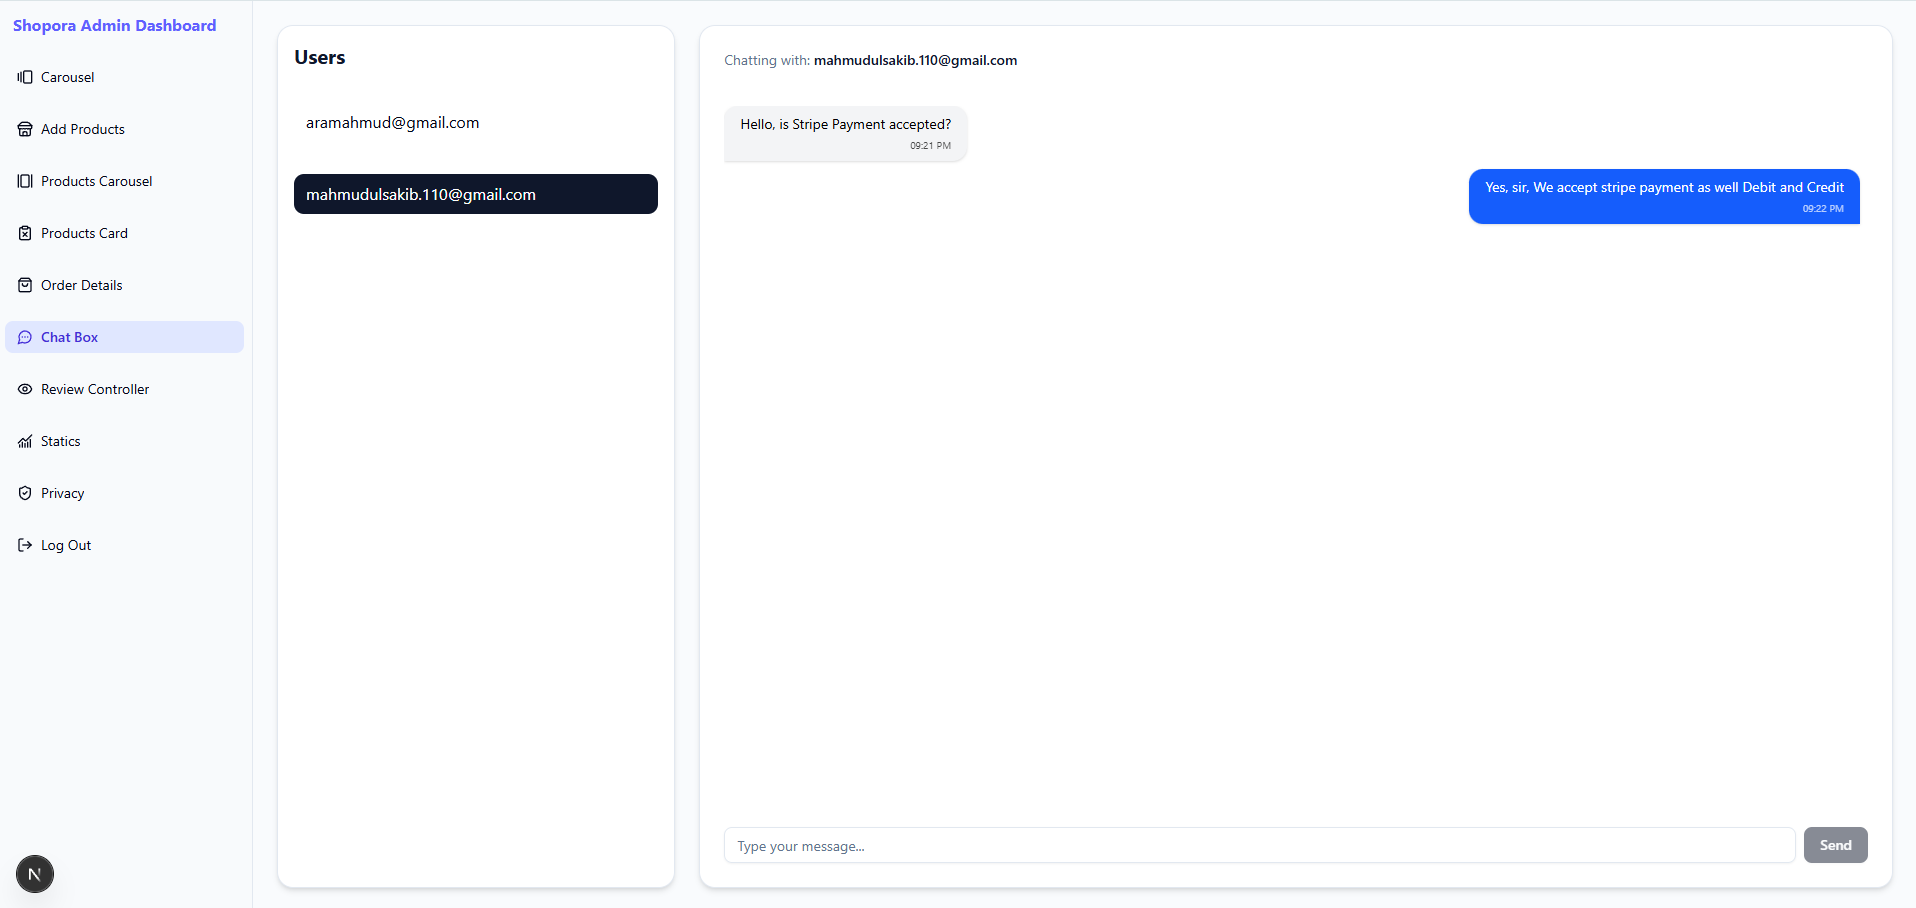 Shopora Admin Dashboard
Carousel
Add Products
Products Carousel
Products Card
Order Details
Chat Box
Review Controller
Statics
Privacy
Log Out
N
Users
aramahmud@gmail.com
mahmudulsakib.110@gmail.com
Chatting with: mahmudulsakib.110@gmail.com
Hello, is Stripe Payment accepted?
09:21 PM
Yes, sir, We accept stripe payment as well Debit and Credit
09:22 PM
Type your message...
Send